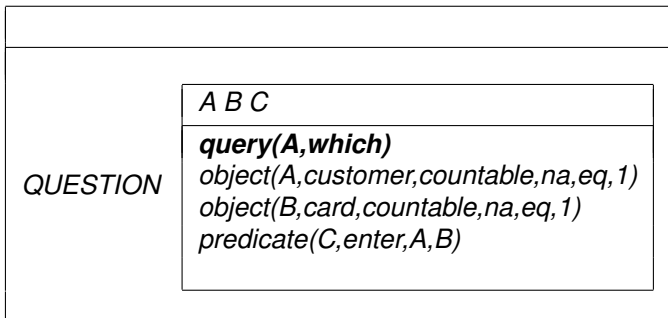 A B C
query(A,which)
QUESTION
object(A,customer,countable,na,eq,1)
object(B,card,countable,na,eq,1)
predicate(C,enter,A,B)